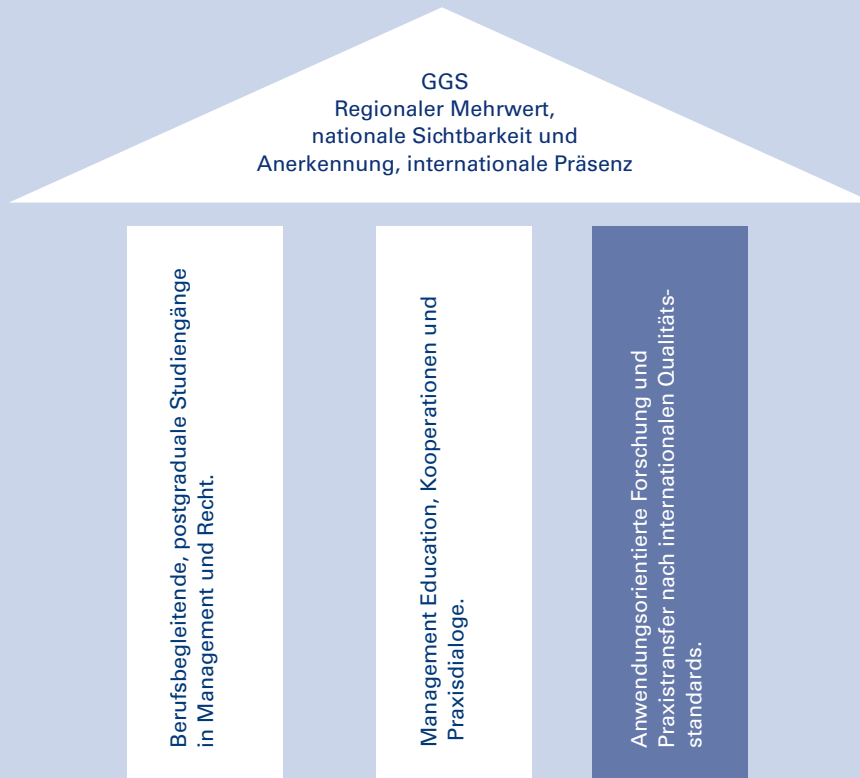 GGS
Regionaler Mehrwert,
nationale Sichtbarkeit und
Anerkennung, internationale Präsenz
Berufsbegleitende, postgraduale Studiengänge
in Management und Recht.
Management Education, Kooperationen und
Praxisdialoge.
Anwendungsorientierte Forschung und
Praxistransfer nach internationalen Qualitäts-
standards.